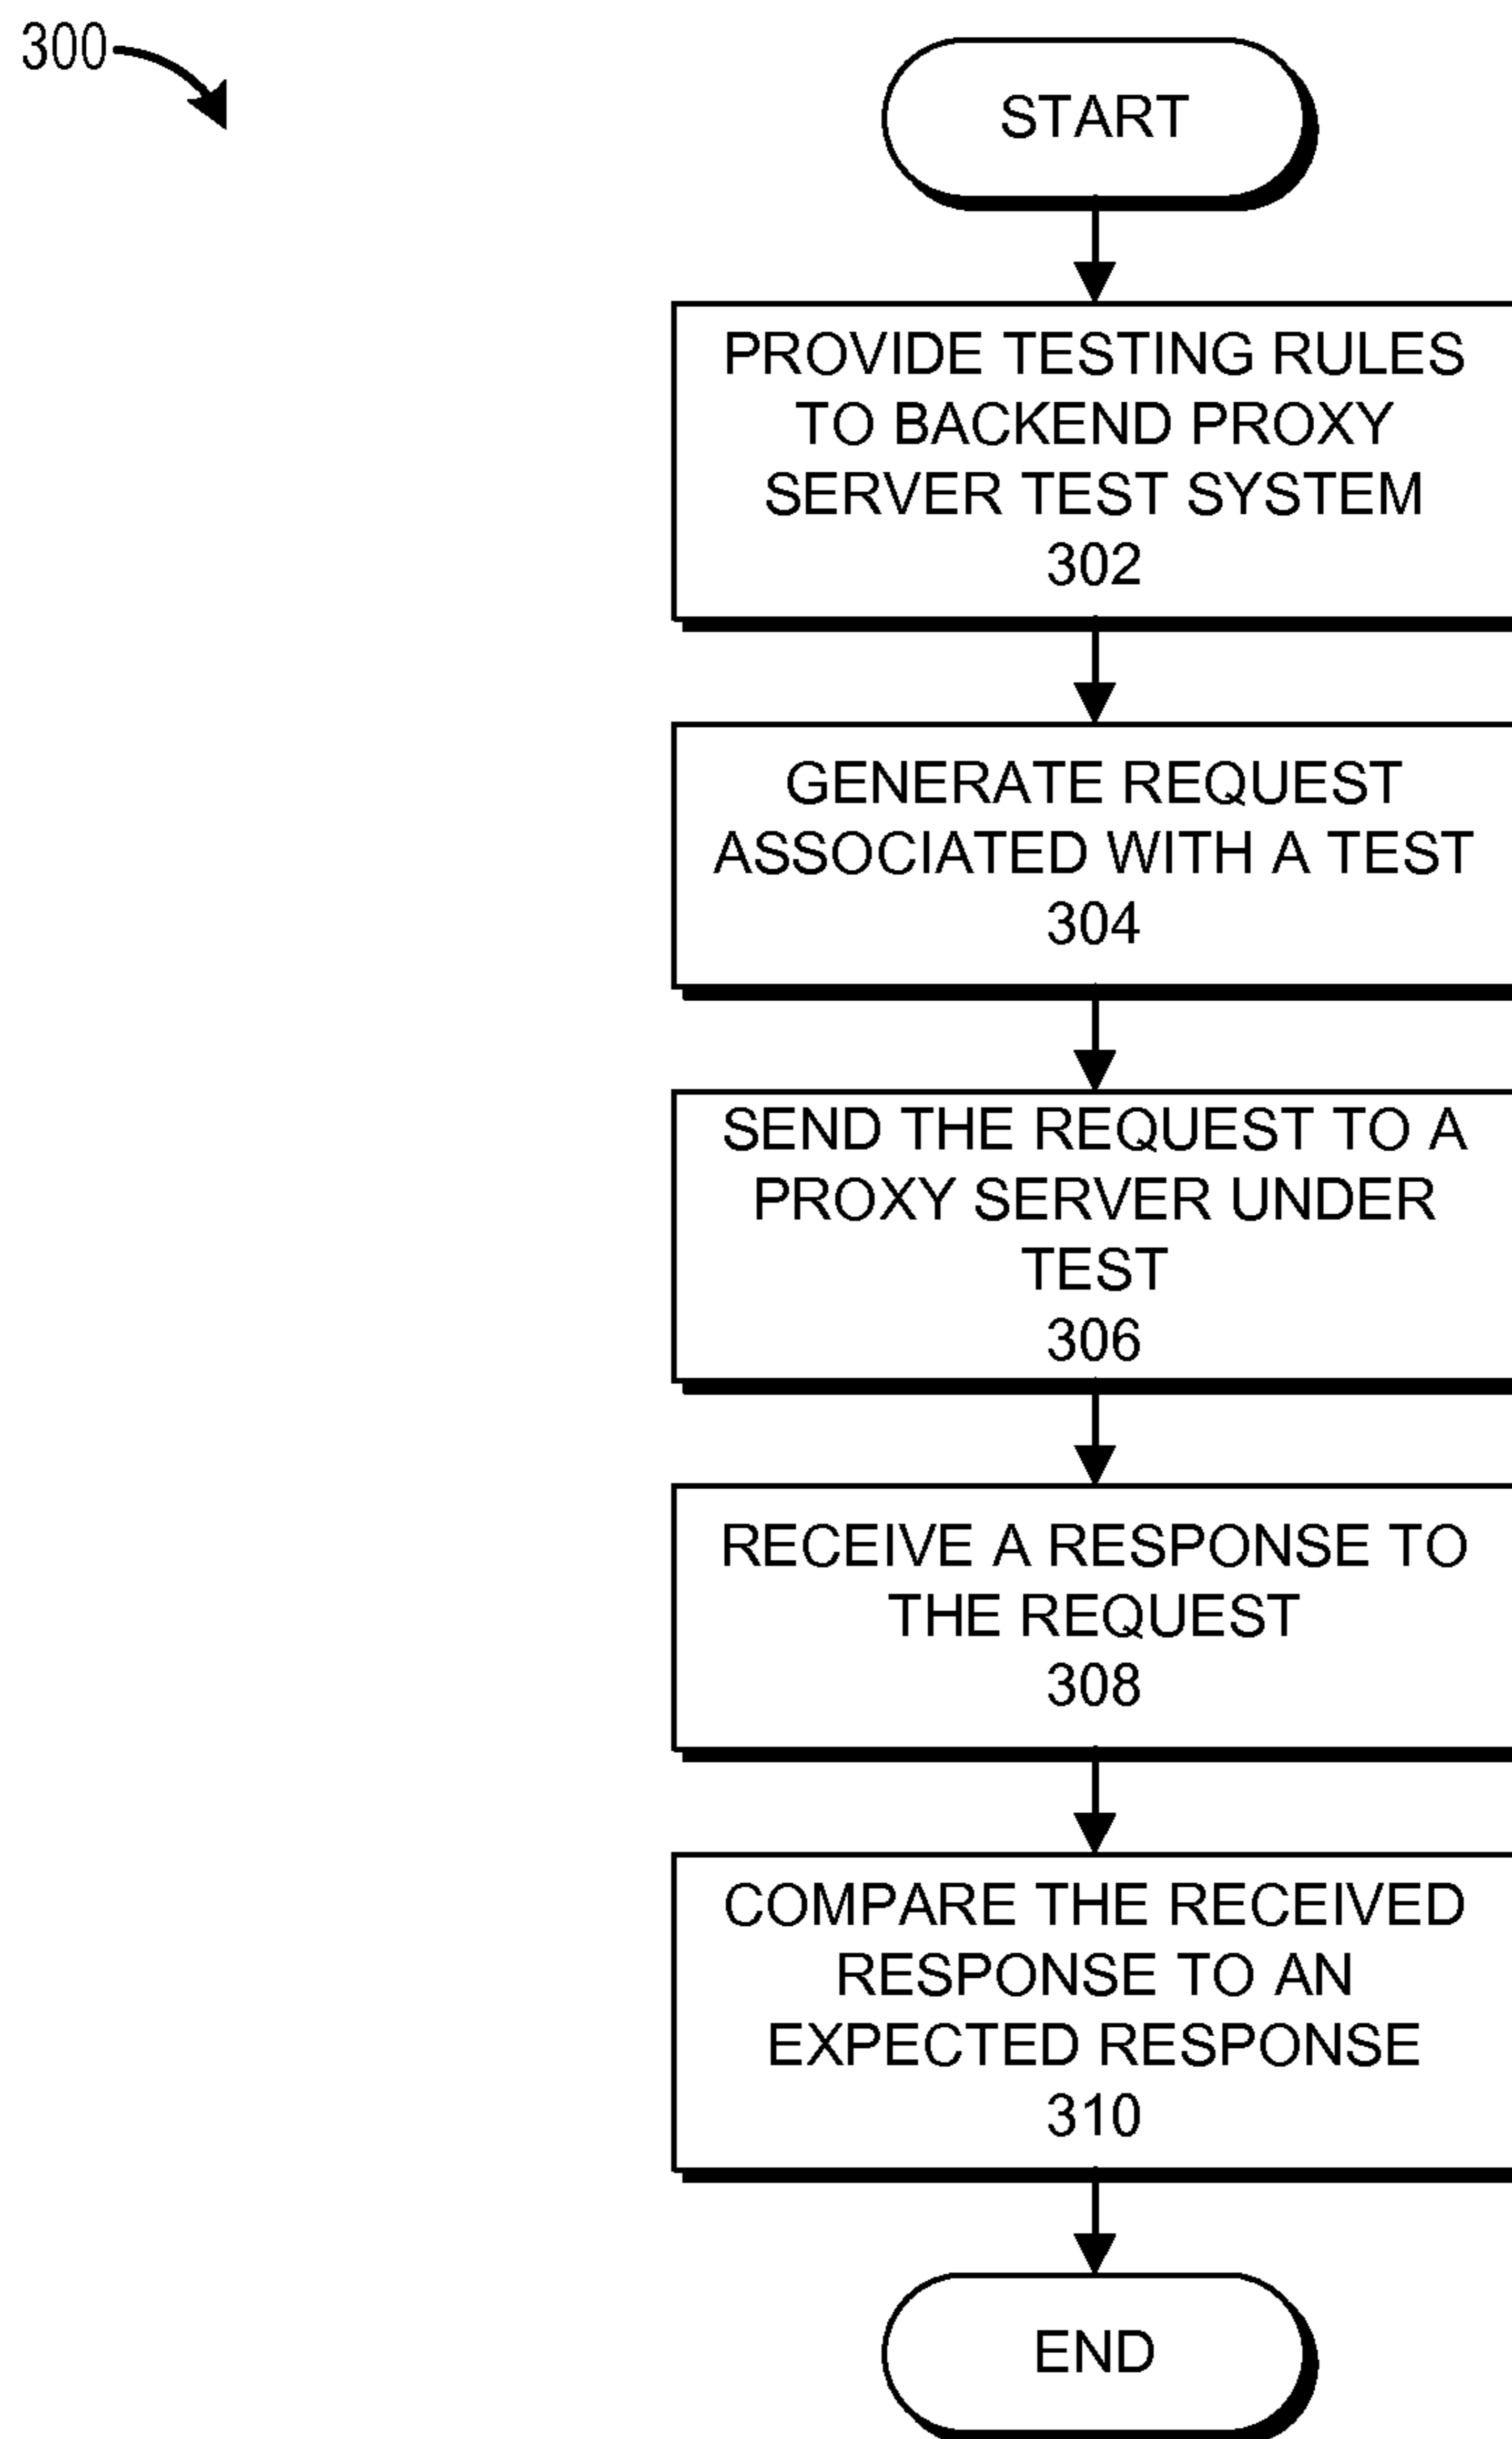 300
START
PROVIDE TESTING RULES
TO BACKEND PROXY
SERVER TEST SYSTEM
302
GENERATE REQUEST
ASSOCIATED WITH A TEST
304
SEND THE REQUEST TO A
PROXY SERVER UNDER
TEST
306
RECEIVE A RESPONSE TO
THE REQUEST
308
COMPARE THE RECEIVED
RESPONSE TO AN
EXPECTED RESPONSE
310
END